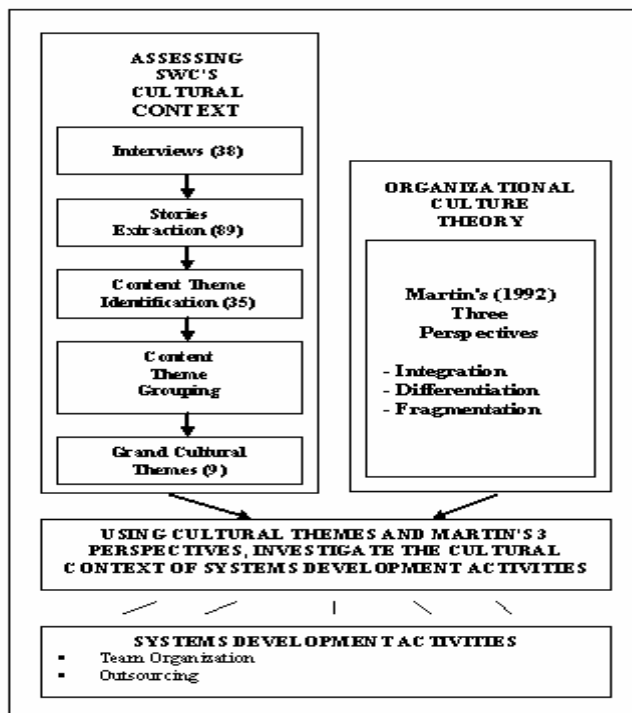 ASSESSING
SWC'S
CULTURAL
CONTEXT
Interviews (38)
Stories
Extraction (89)
Content Theme
Identification (35)
Content
Theme
Grouping
Grand Cultural
Themes (9)
ORGANIZATIONAL
CULTURE
THEORY
Martin's (1992)
Three
Perspectives
- Integration
- Differentiation
- Fragmentation
USING CULTURAL THEMES AND MARTIN'S 3
PERSPECTIVES, INVESTIGATE THE CULTURAL
CONTEXT OF SYSTEMS DEVELOPMENT ACTIVITIES
SYSTEMS DEVELOPMENT ACTIVITIES
▪ Team Organization
▪ Outsourcing